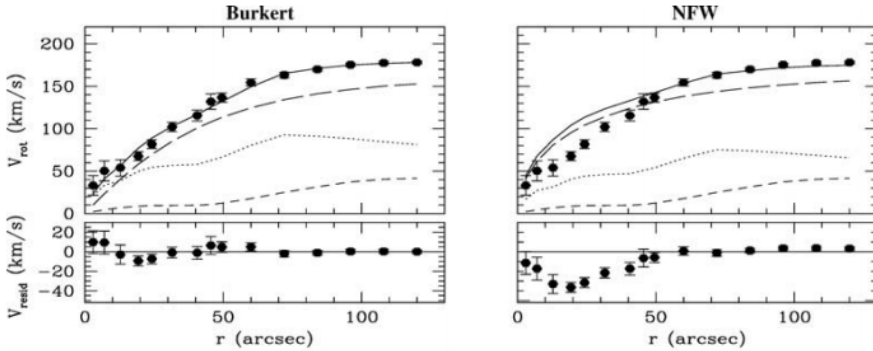 Burkert NFW
200
150
100
50
0
V_rot (km/s)
20
0
−20
−40
V_resid (km/s)
0 50 100 0 50 100
r (arcsec) r (arcsec)